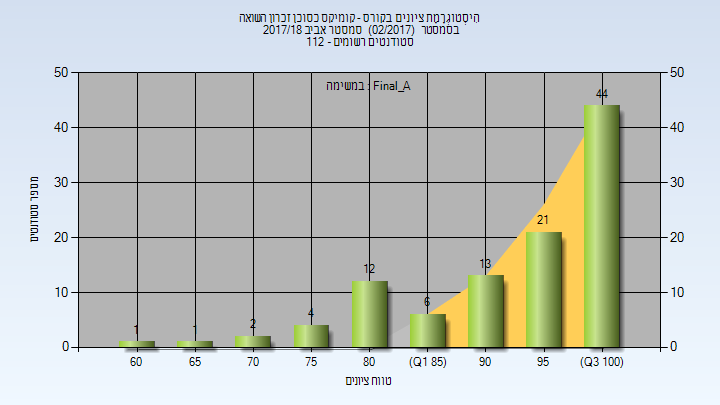 היסטוגרמת ציונים בקורס - קומיקס כסוכן זכרון השואה
בסמסטר (02/2017) סמסטר אביב 2017/18
סטודנטים רשומים - 112
במשימה : Final_A
50 50
40 40
30 30
20 20
10 10
0 0
מספר סטודנטים
1 1 2 4 12 6 13 21 44
60 65 70 75 80 (Q1 85) 90 95 (Q3 100)
טווח ציונים